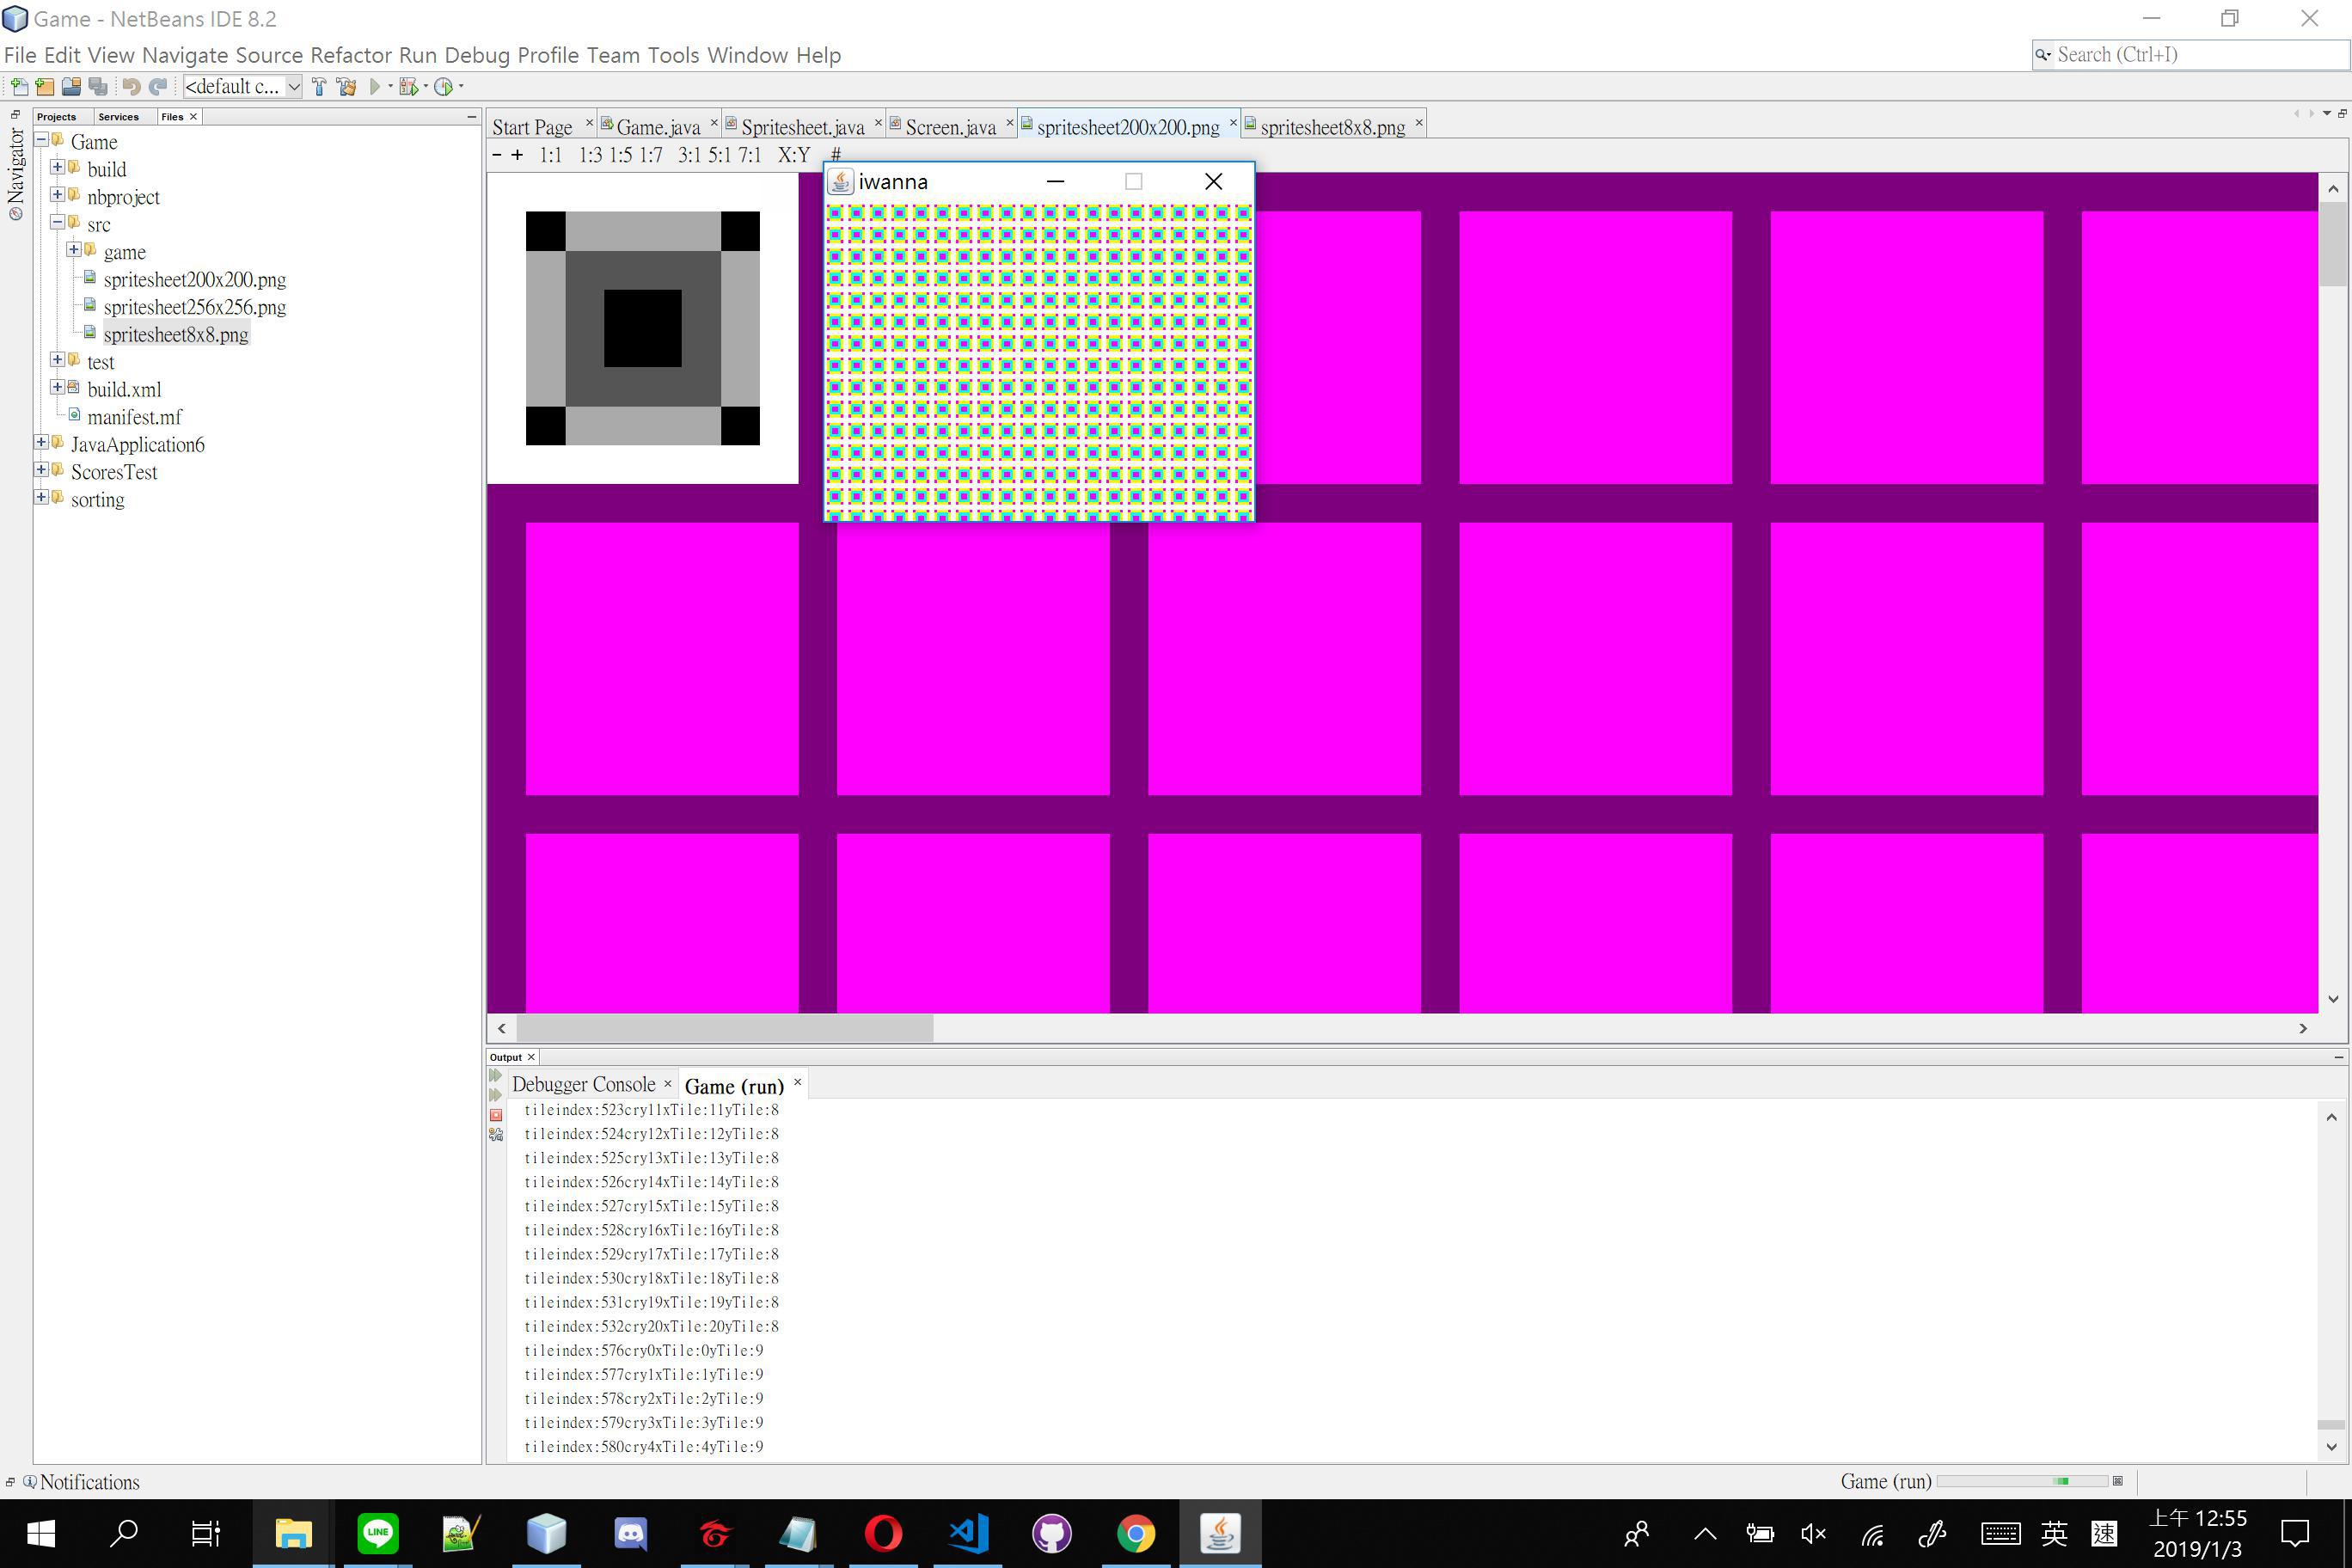 Game - NetBeans IDE 8.2
File Edit View Navigate Source Refactor Run Debug Profile Team Tools Window Help
Search (Ctrl+I)
<default c...
Navigator
Projects Services Files
Game
build
nbproject
src
game
spritesheet200x200.png
spritesheet256x256.png
spritesheet8x8.png
test
build.xml
manifest.mf
JavaApplication6
ScoresTest
sorting
Start Page Game.java Spritesheet.java Screen.java spritesheet200x200.png spritesheet8x8.png
- + 1:1 1:3 1:5 1:7 3:1 5:1 7:1 X:Y #
iwanna
Output
Debugger Console Game (run)
tileindex:523cry11xTile:11yTile:8
tileindex:524cry12xTile:12yTile:8
tileindex:525cry13xTile:13yTile:8
tileindex:526cry14xTile:14yTile:8
tileindex:527cry15xTile:15yTile:8
tileindex:528cry16xTile:16yTile:8
tileindex:529cry17xTile:17yTile:8
tileindex:530cry18xTile:18yTile:8
tileindex:531cry19xTile:19yTile:8
tileindex:532cry20xTile:20yTile:8
tileindex:576cry0xTile:0yTile:9
tileindex:577cry1xTile:1yTile:9
tileindex:578cry2xTile:2yTile:9
tileindex:579cry3xTile:3yTile:9
tileindex:580cry4xTile:4yTile:9
Notifications
Game (run)
LINE
英 速
上午 12:55
2019/1/3